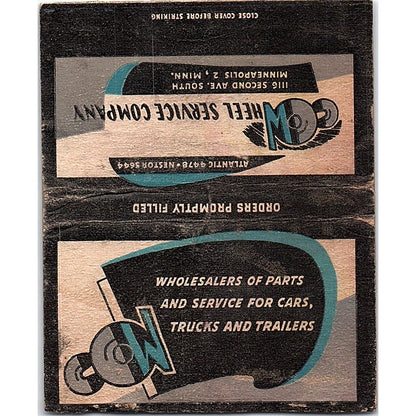 CLOSE COVER BEFORE STRIKING
1116 SECOND AVE. SOUTH
MINNEAPOLIS 2, MINN.
WHEEL SERVICE COMPANY
ATLANTIC 4478 • NESTOR 5644
ORDERS PROMPTLY FILLED
WHOLESALERS OF PARTS
AND SERVICE FOR CARS,
TRUCKS AND TRAILERS